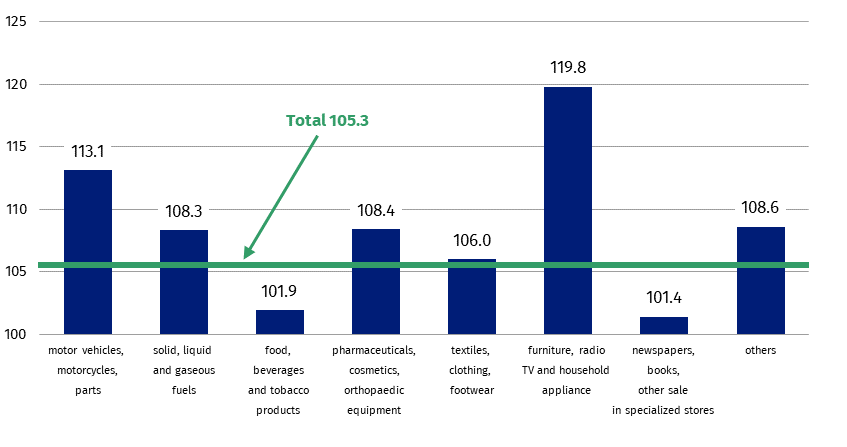 125
120
115
110
105
100
Total 105.3
113.1
108.3
101.9
108.4
106.0
119.8
101.4
108.6
motor vehicles,
motorcycles,
parts
solid, liquid
and gaseous
fuels
food,
beverages
and tobacco
products
pharmaceuticals,
cosmetics,
orthopaedic
equipment
textiles,
clothing,
footwear
furniture, radio
TV and household
appliance
newspapers,
books,
other sale
in specialized stores
others